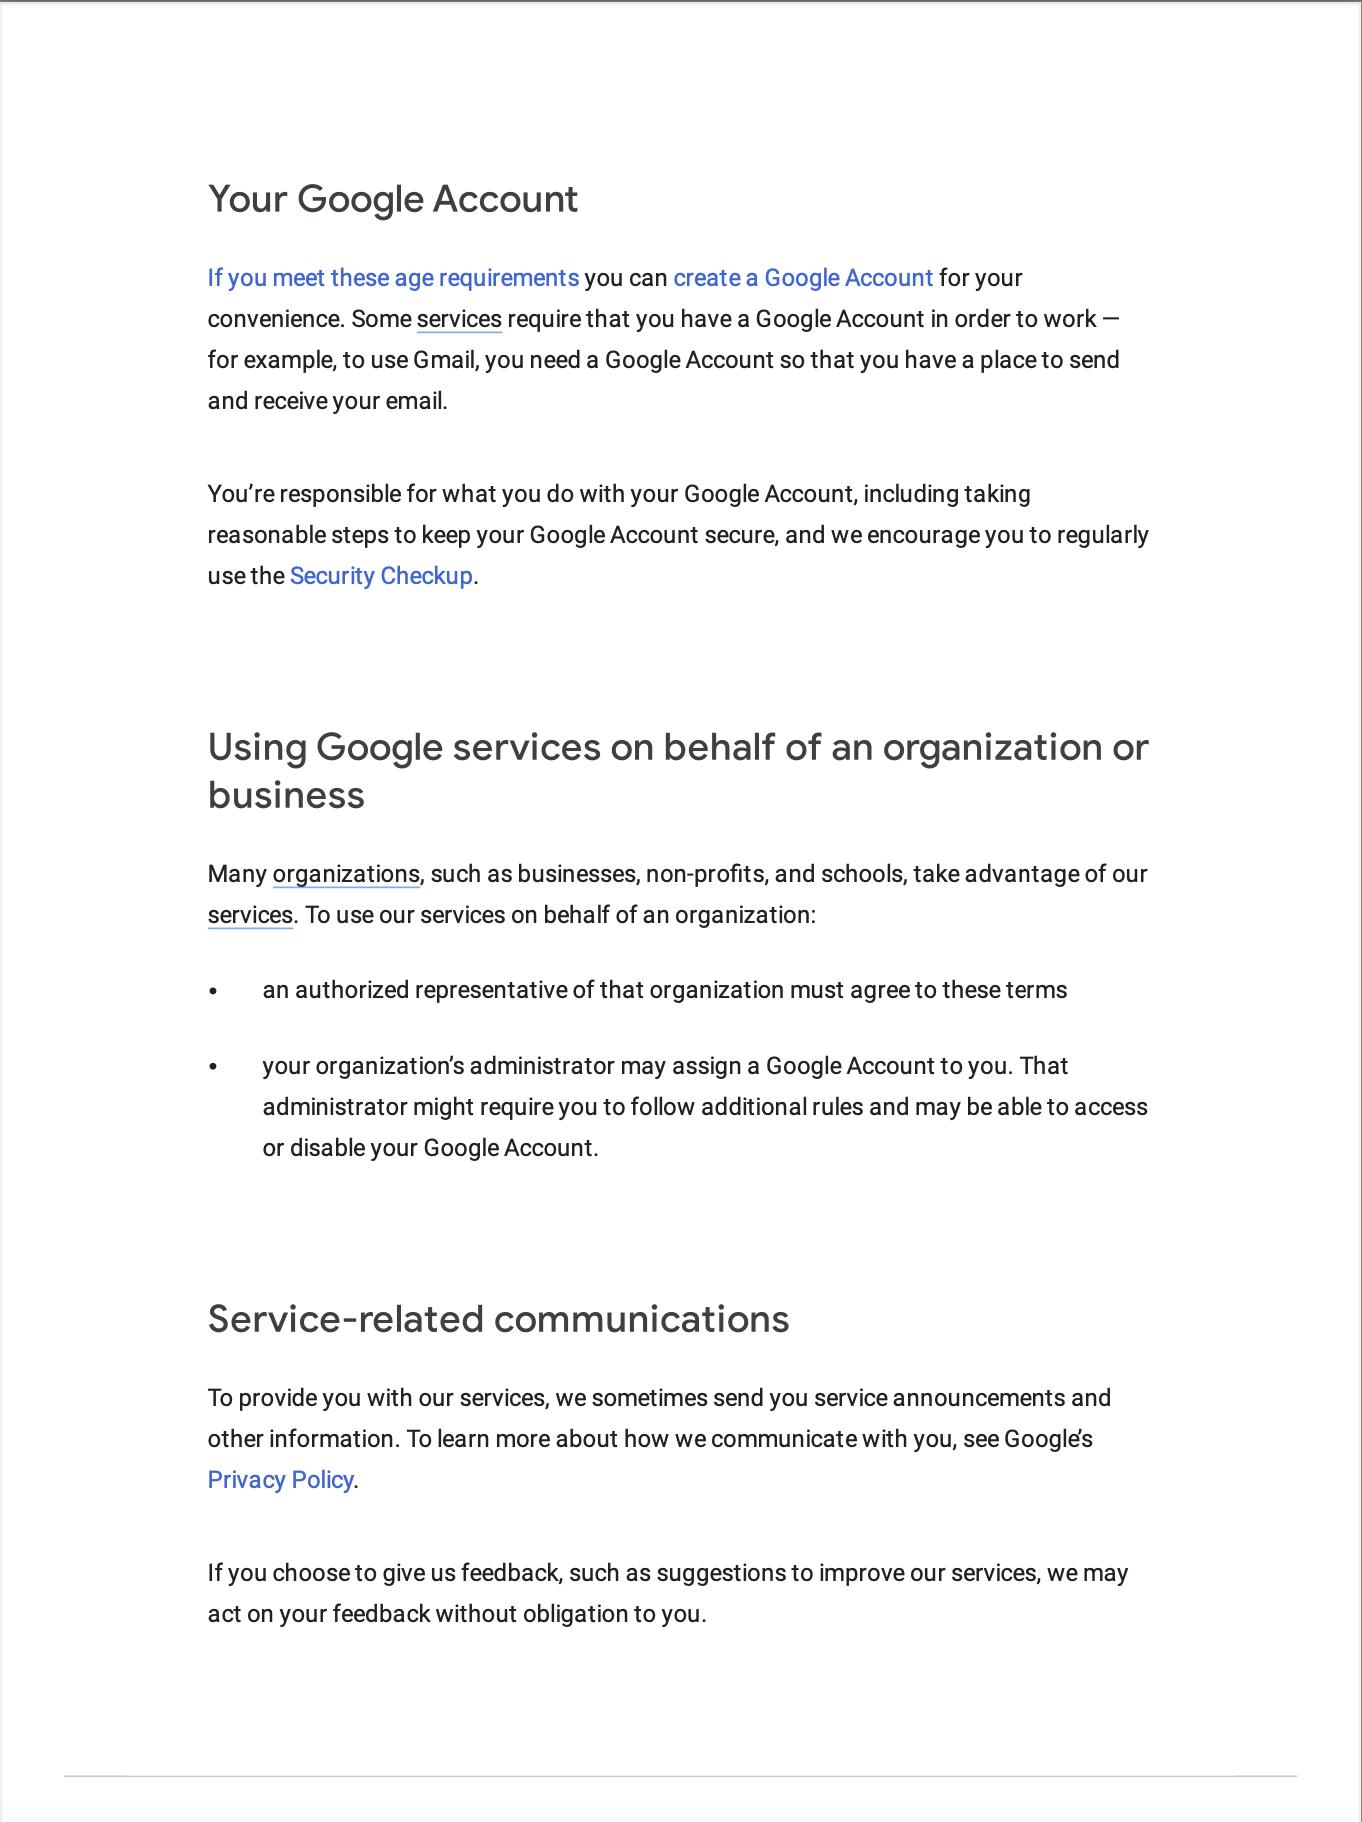 Your Google Account
If you meet these age requirements you can create a Google Account for your
convenience. Some services require that you have a Google Account in order to work —
for example, to use Gmail, you need a Google Account so that you have a place to send
and receive your email.
You’re responsible for what you do with your Google Account, including taking
reasonable steps to keep your Google Account secure, and we encourage you to regularly
use the Security Checkup.
Using Google services on behalf of an organization or
business
Many organizations, such as businesses, non-profits, and schools, take advantage of our
services. To use our services on behalf of an organization:
• an authorized representative of that organization must agree to these terms
• your organization’s administrator may assign a Google Account to you. That
administrator might require you to follow additional rules and may be able to access
or disable your Google Account.
Service-related communications
To provide you with our services, we sometimes send you service announcements and
other information. To learn more about how we communicate with you, see Google’s
Privacy Policy.
If you choose to give us feedback, such as suggestions to improve our services, we may
act on your feedback without obligation to you.